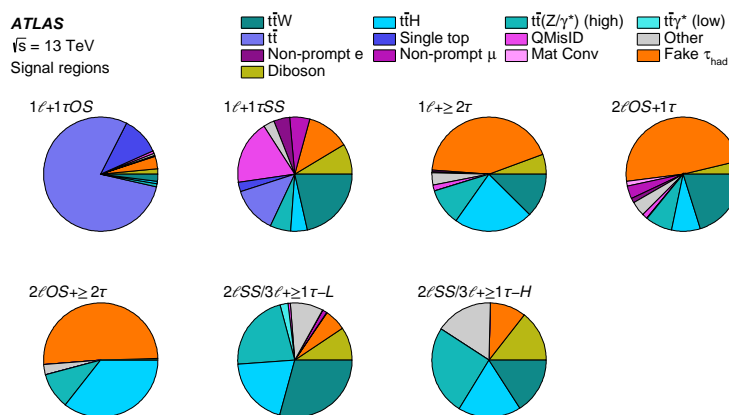 ATLAS
√s = 13 TeV
Signal regions
tt̄W
tt̄H
tt̄(Z/γ*) (high)
tt̄γ* (low)
tt̄
Single top
QMisID
Other
Non-prompt e
Non-prompt μ
Mat Conv
Fake τhad
Diboson
1ℓ+1τOS
1ℓ+1τSS
1ℓ+≥2τ
2ℓOS+1τ
2ℓOS+≥2τ
2ℓSS/3ℓ+≥1τ−L
2ℓSS/3ℓ+≥1τ−H